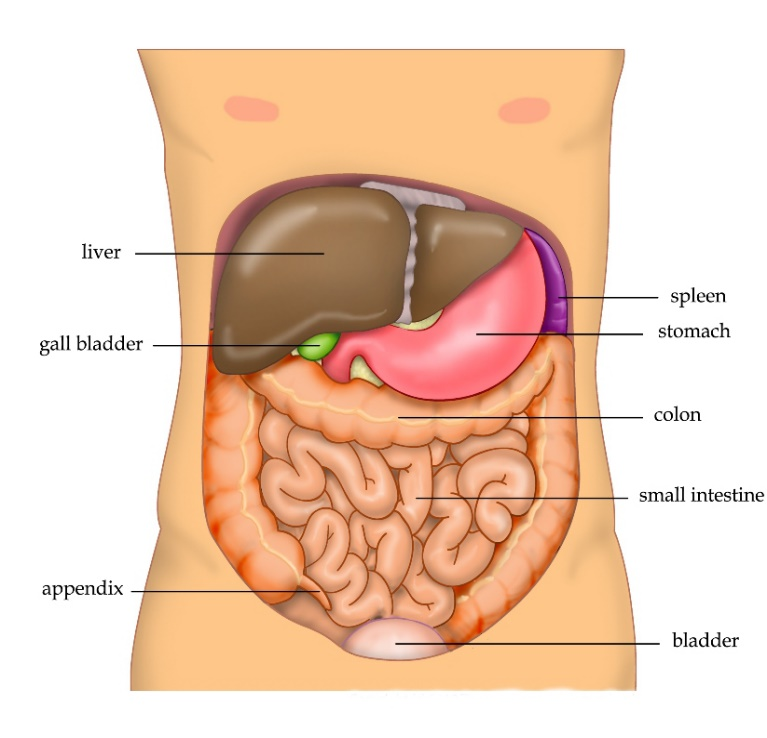 liver
spleen
stomach
gall bladder
colon
small intestine
appendix
bladder